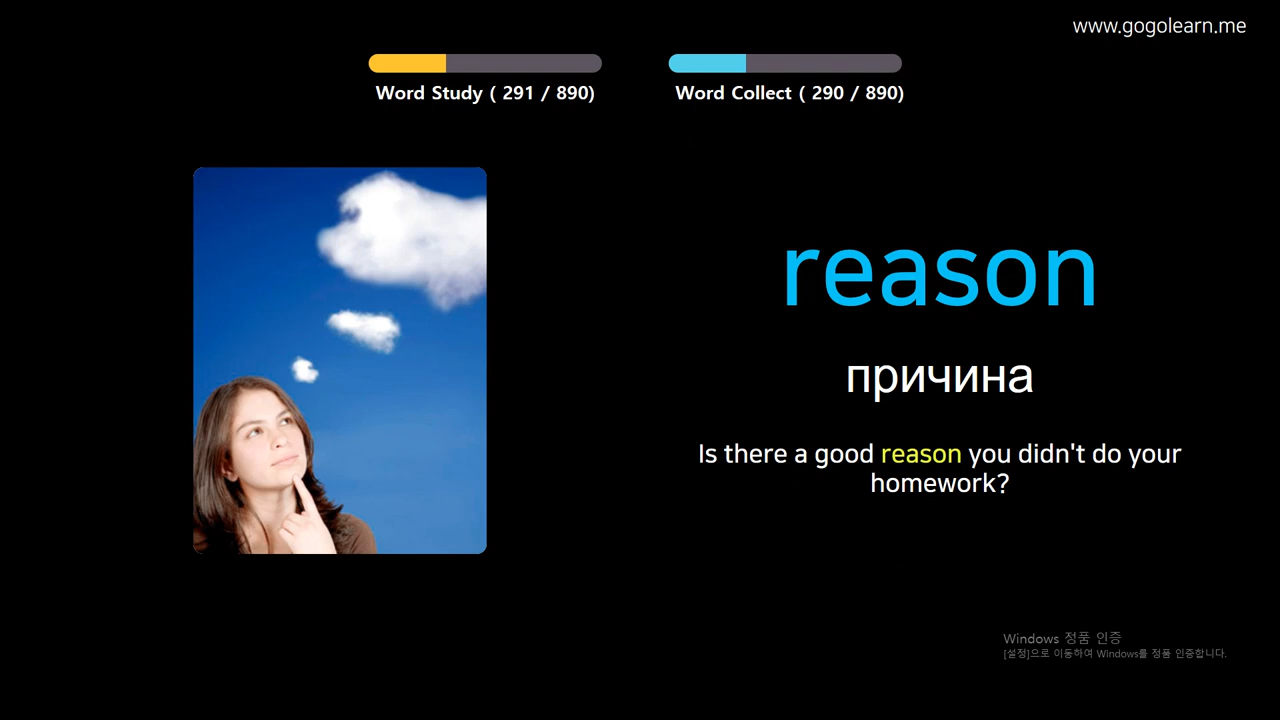 www.gogolearn.me
Word Study ( 291 / 890)
Word Collect ( 290 / 890)
reason
причина
Is there a good reason you didn't do your
homework?
Windows 정품 인증
[설정]으로 이동하여 Windows를 정품 인증합니다.